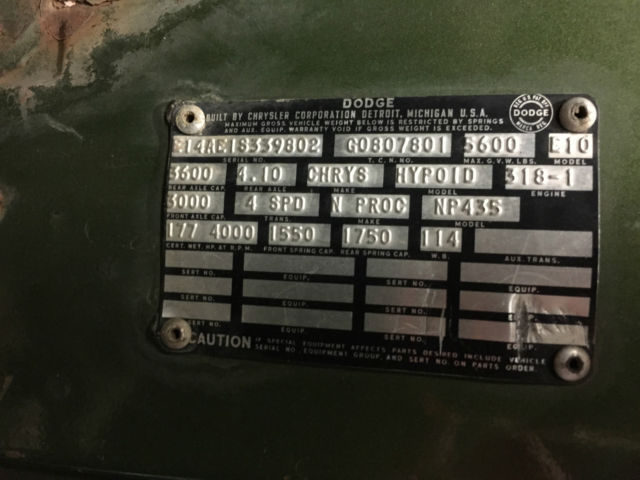 DODGE
BUILT BY CHRYSLER CORPORATION DETROIT, MICHIGAN U.S.A.
MAXIMUM GROSS VEHICLE WEIGHT BELOW IS RESTRICTED BY SPRINGS
AND AUX. EQUIP. WARRANTY VOID IF GROSS WEIGHT IS EXCEEDED.
REG. U.S. PAT. OFF.
DODGE
E14AE1S339802 G0807801 5600 E10
SERIAL NO. T.C.N.NO. MAX. G.V.W. LBS. MODEL
3600 4.10 CHRYS HYPOID 318-1
REAR AXLE CAP. REAR AXLE MAKE MODEL ENGINE
3000 4 SPD N PROC NP435
FRONT AXLE CAP. TRANS. MAKE MODEL
177 4000 1550 1750 114
CERT. NET. HP. AT R.P.M. FRONT SPRING CAP. REAR SPRING CAP. W.B. AUX. TRANS.
SERT NO. EQUIP. SERT NO. EQUIP.
SERT NO. EQUIP. SERT NO. EQUIP.
SERT NO. EQUIP. SERT NO. EQUIP.
CAUTION IF SPECIAL EQUIPMENT AFFECTS PARTS DESIRED INCLUDE VEHICLE
SERIAL NO., EQUIPMENT GROUP, AND SERT NO ON PARTS ORDER.